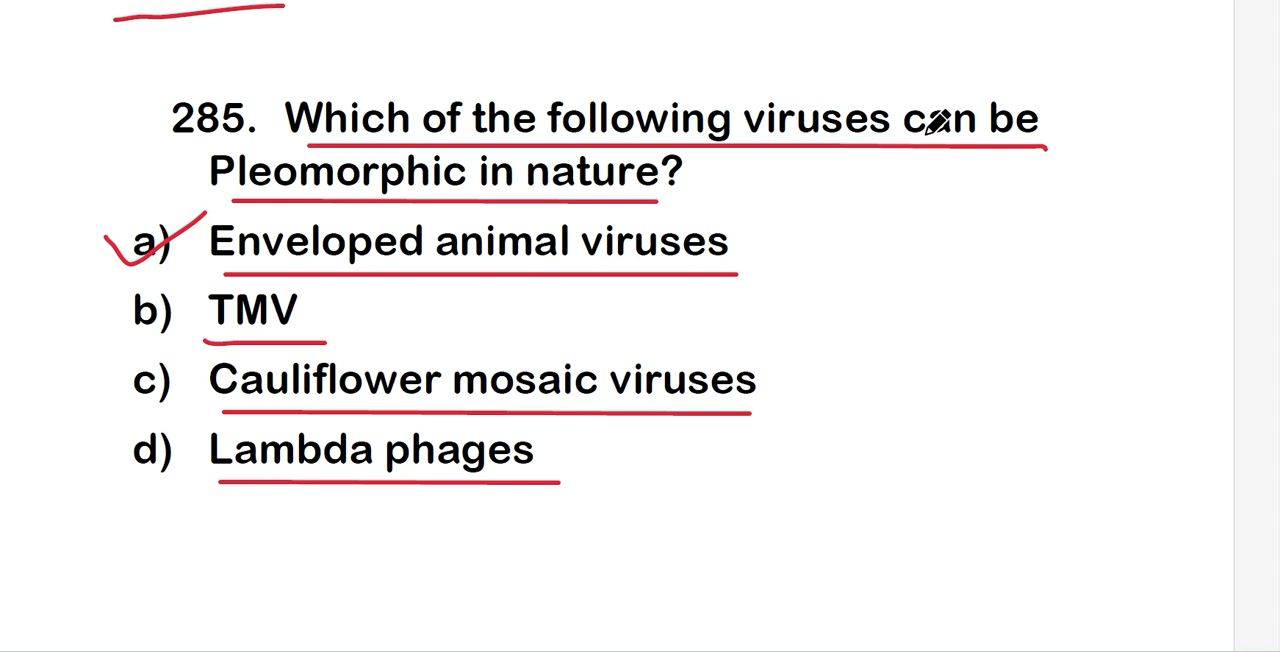 285. Which of the following viruses can be
Pleomorphic in nature?
a) Enveloped animal viruses
b) TMV
c) Cauliflower mosaic viruses
d) Lambda phages